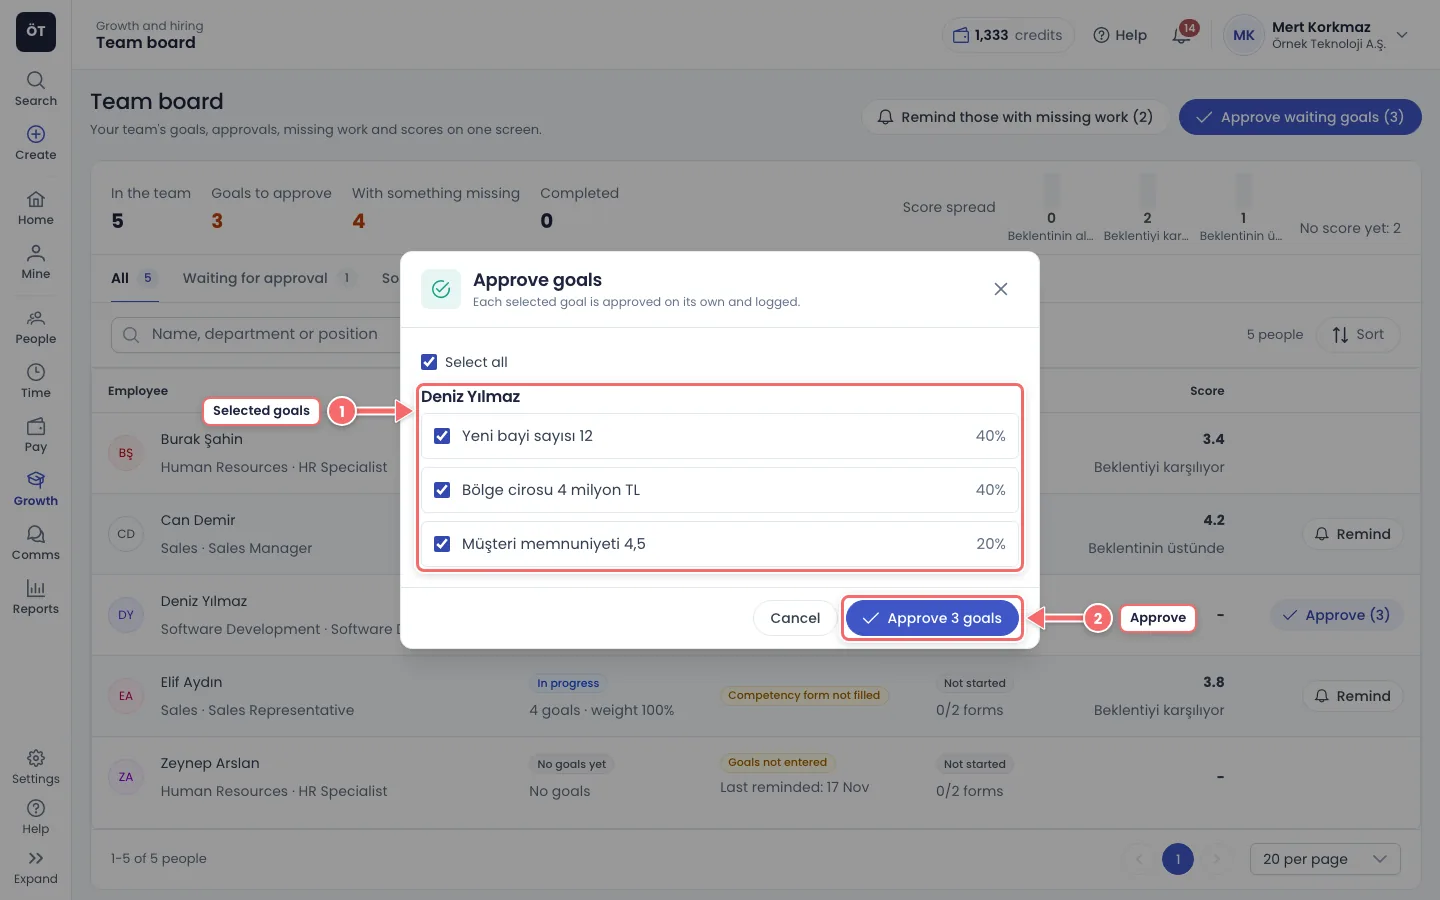 ÖT
Growth and hiring
Team board
1,333 credits
Help
14
MK
Mert Korkmaz
Örnek Teknoloji A.Ş.
Search
Create
Home
Mine
People
Time
Pay
Growth
Comms
Reports
Settings
Help
Expand
Team board
Your team's goals, approvals, missing work and scores on one screen.
Remind those with missing work (2)
Approve waiting goals (3)
In the team
5
Goals to approve
3
With something missing
4
Completed
0
Score spread
0
Beklentinin al...
2
Beklentiyi kar...
1
Beklentinin ü...
No score yet: 2
All 5
Waiting for approval 1
So
Name, department or position
5 people
Sort
Employee
Score
BŞ
Burak Şahin
Human Resources · HR Specialist
3.4
Beklentiyi karşılıyor
CD
Can Demir
Sales · Sales Manager
4.2
Beklentinin üstünde
Remind
DY
Deniz Yılmaz
Software Development · Software D
-
Approve (3)
EA
Elif Aydın
Sales · Sales Representative
In progress
4 goals · weight 100%
Competency form not filled
Not started
0/2 forms
3.8
Beklentiyi karşılıyor
Remind
ZA
Zeynep Arslan
Human Resources · HR Specialist
No goals yet
No goals
Goals not entered
Last reminded: 17 Nov
Not started
0/2 forms
-
1-5 of 5 people
1
20 per page
Approve goals
Each selected goal is approved on its own and logged.
Select all
Selected goals
1
Deniz Yılmaz
Yeni bayi sayısı 12
40%
Bölge cirosu 4 milyon TL
40%
Müşteri memnuniyeti 4,5
20%
Cancel
Approve 3 goals
2
Approve